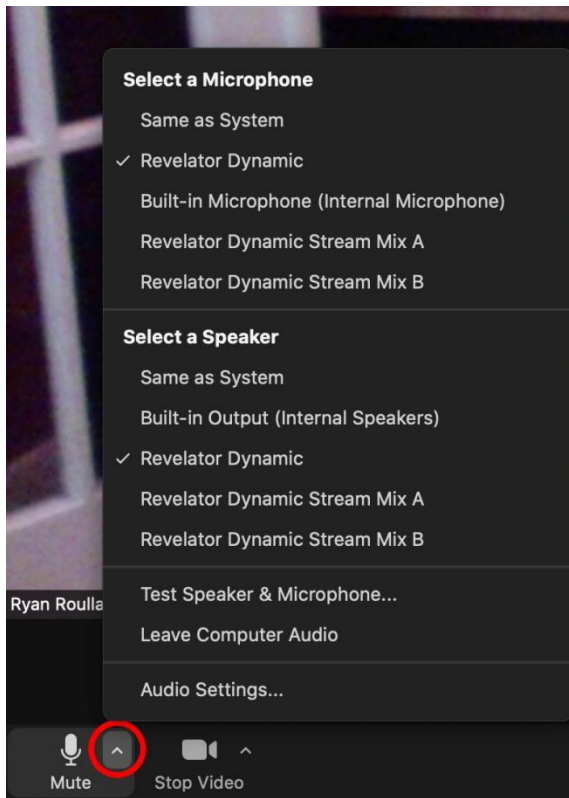 Select a Microphone
Same as System
✓ Revelator Dynamic
Built-in Microphone (Internal Microphone)
Revelator Dynamic Stream Mix A
Revelator Dynamic Stream Mix B
Select a Speaker
Same as System
Built-in Output (Internal Speakers)
✓ Revelator Dynamic
Revelator Dynamic Stream Mix A
Revelator Dynamic Stream Mix B
Test Speaker & Microphone...
Leave Computer Audio
Audio Settings...
Ryan Roulla
Mute
Stop Video